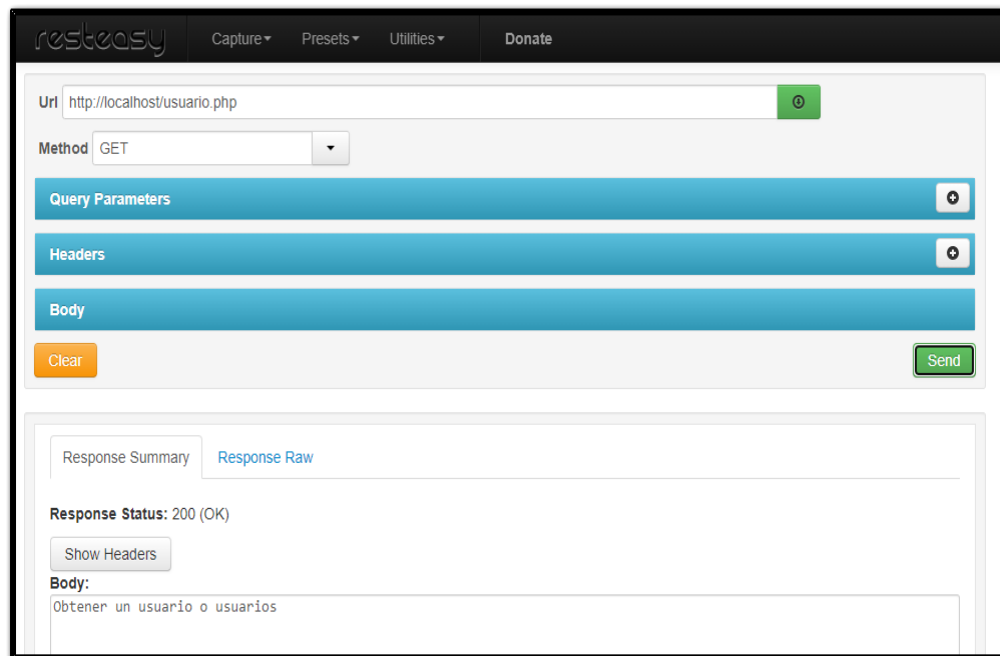 resteasy Capture Presets Utilities Donate
Url http://localhost/usuario.php
Method GET
Query Parameters
Headers
Body
Clear Send
Response Summary Response Raw
Response Status: 200 (OK)
Show Headers
Body:
Obtener un usuario o usuarios